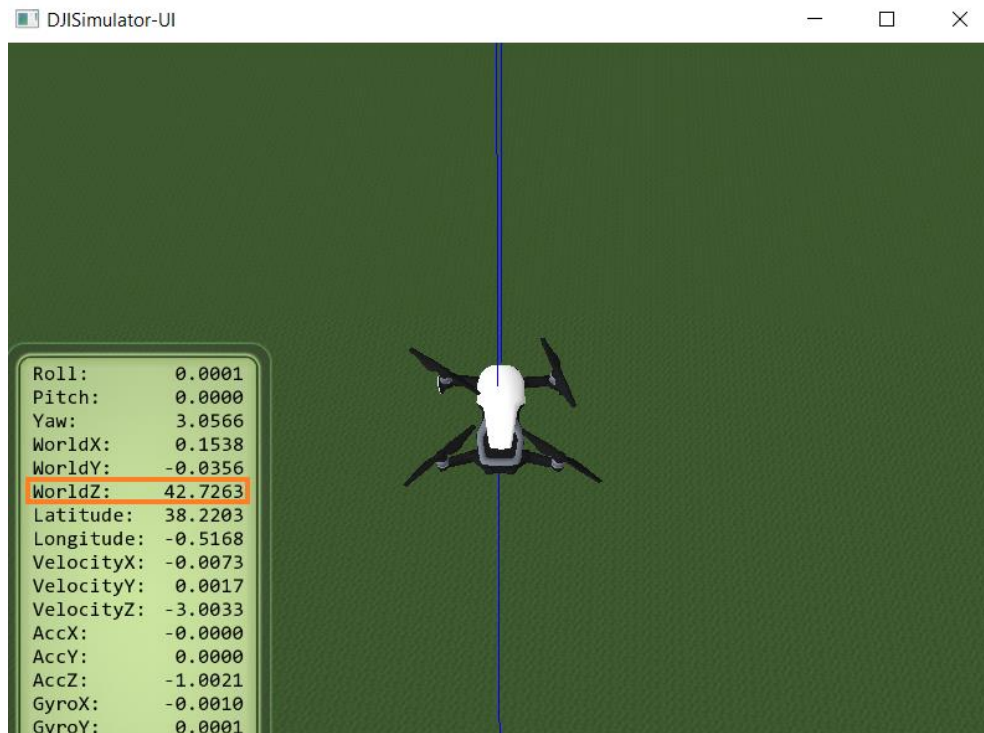 DJISimulator-UI
Roll: 0.0001
Pitch: 0.0000
Yaw: 3.0566
WorldX: 0.1538
WorldY: -0.0356
WorldZ: 42.7263
Latitude: 38.2203
Longitude: -0.5168
VelocityX: -0.0073
VelocityY: 0.0017
VelocityZ: -3.0033
AccX: -0.0000
AccY: 0.0000
AccZ: -1.0021
GyroX: -0.0010
GyroY: 0.0001